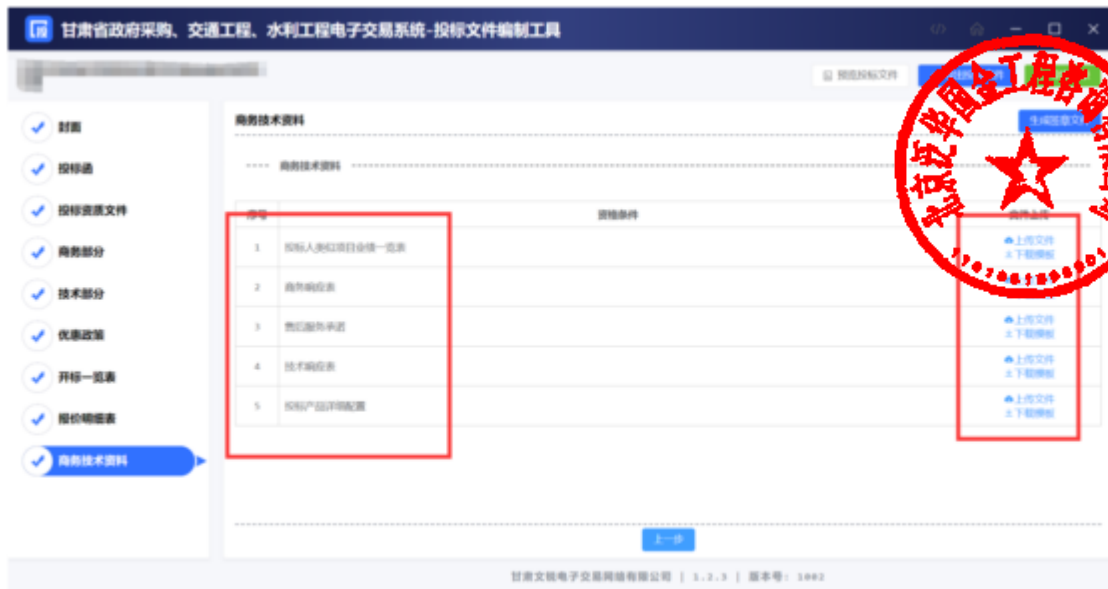 甘肃省政府采购、交通工程、水利工程电子交易系统-投标文件编制工具
预览投标文件
商务技术资料
封面
投标函
投标资质文件
商务部分
技术部分
优惠政策
开标一览表
报价明细表
商务技术资料
商务技术资料
序号 资格条件 文件上传
1 投标人类似项目业绩一览表 上传文件
下载模板
2 商务响应表
3 售后服务承诺 上传文件
下载模板
4 技术响应表 上传文件
下载模板
5 投标产品详细配置 上传文件
下载模板
上一步
甘肃文锐电子交易网络有限公司 | 1.2.3 | 版本号: 1002